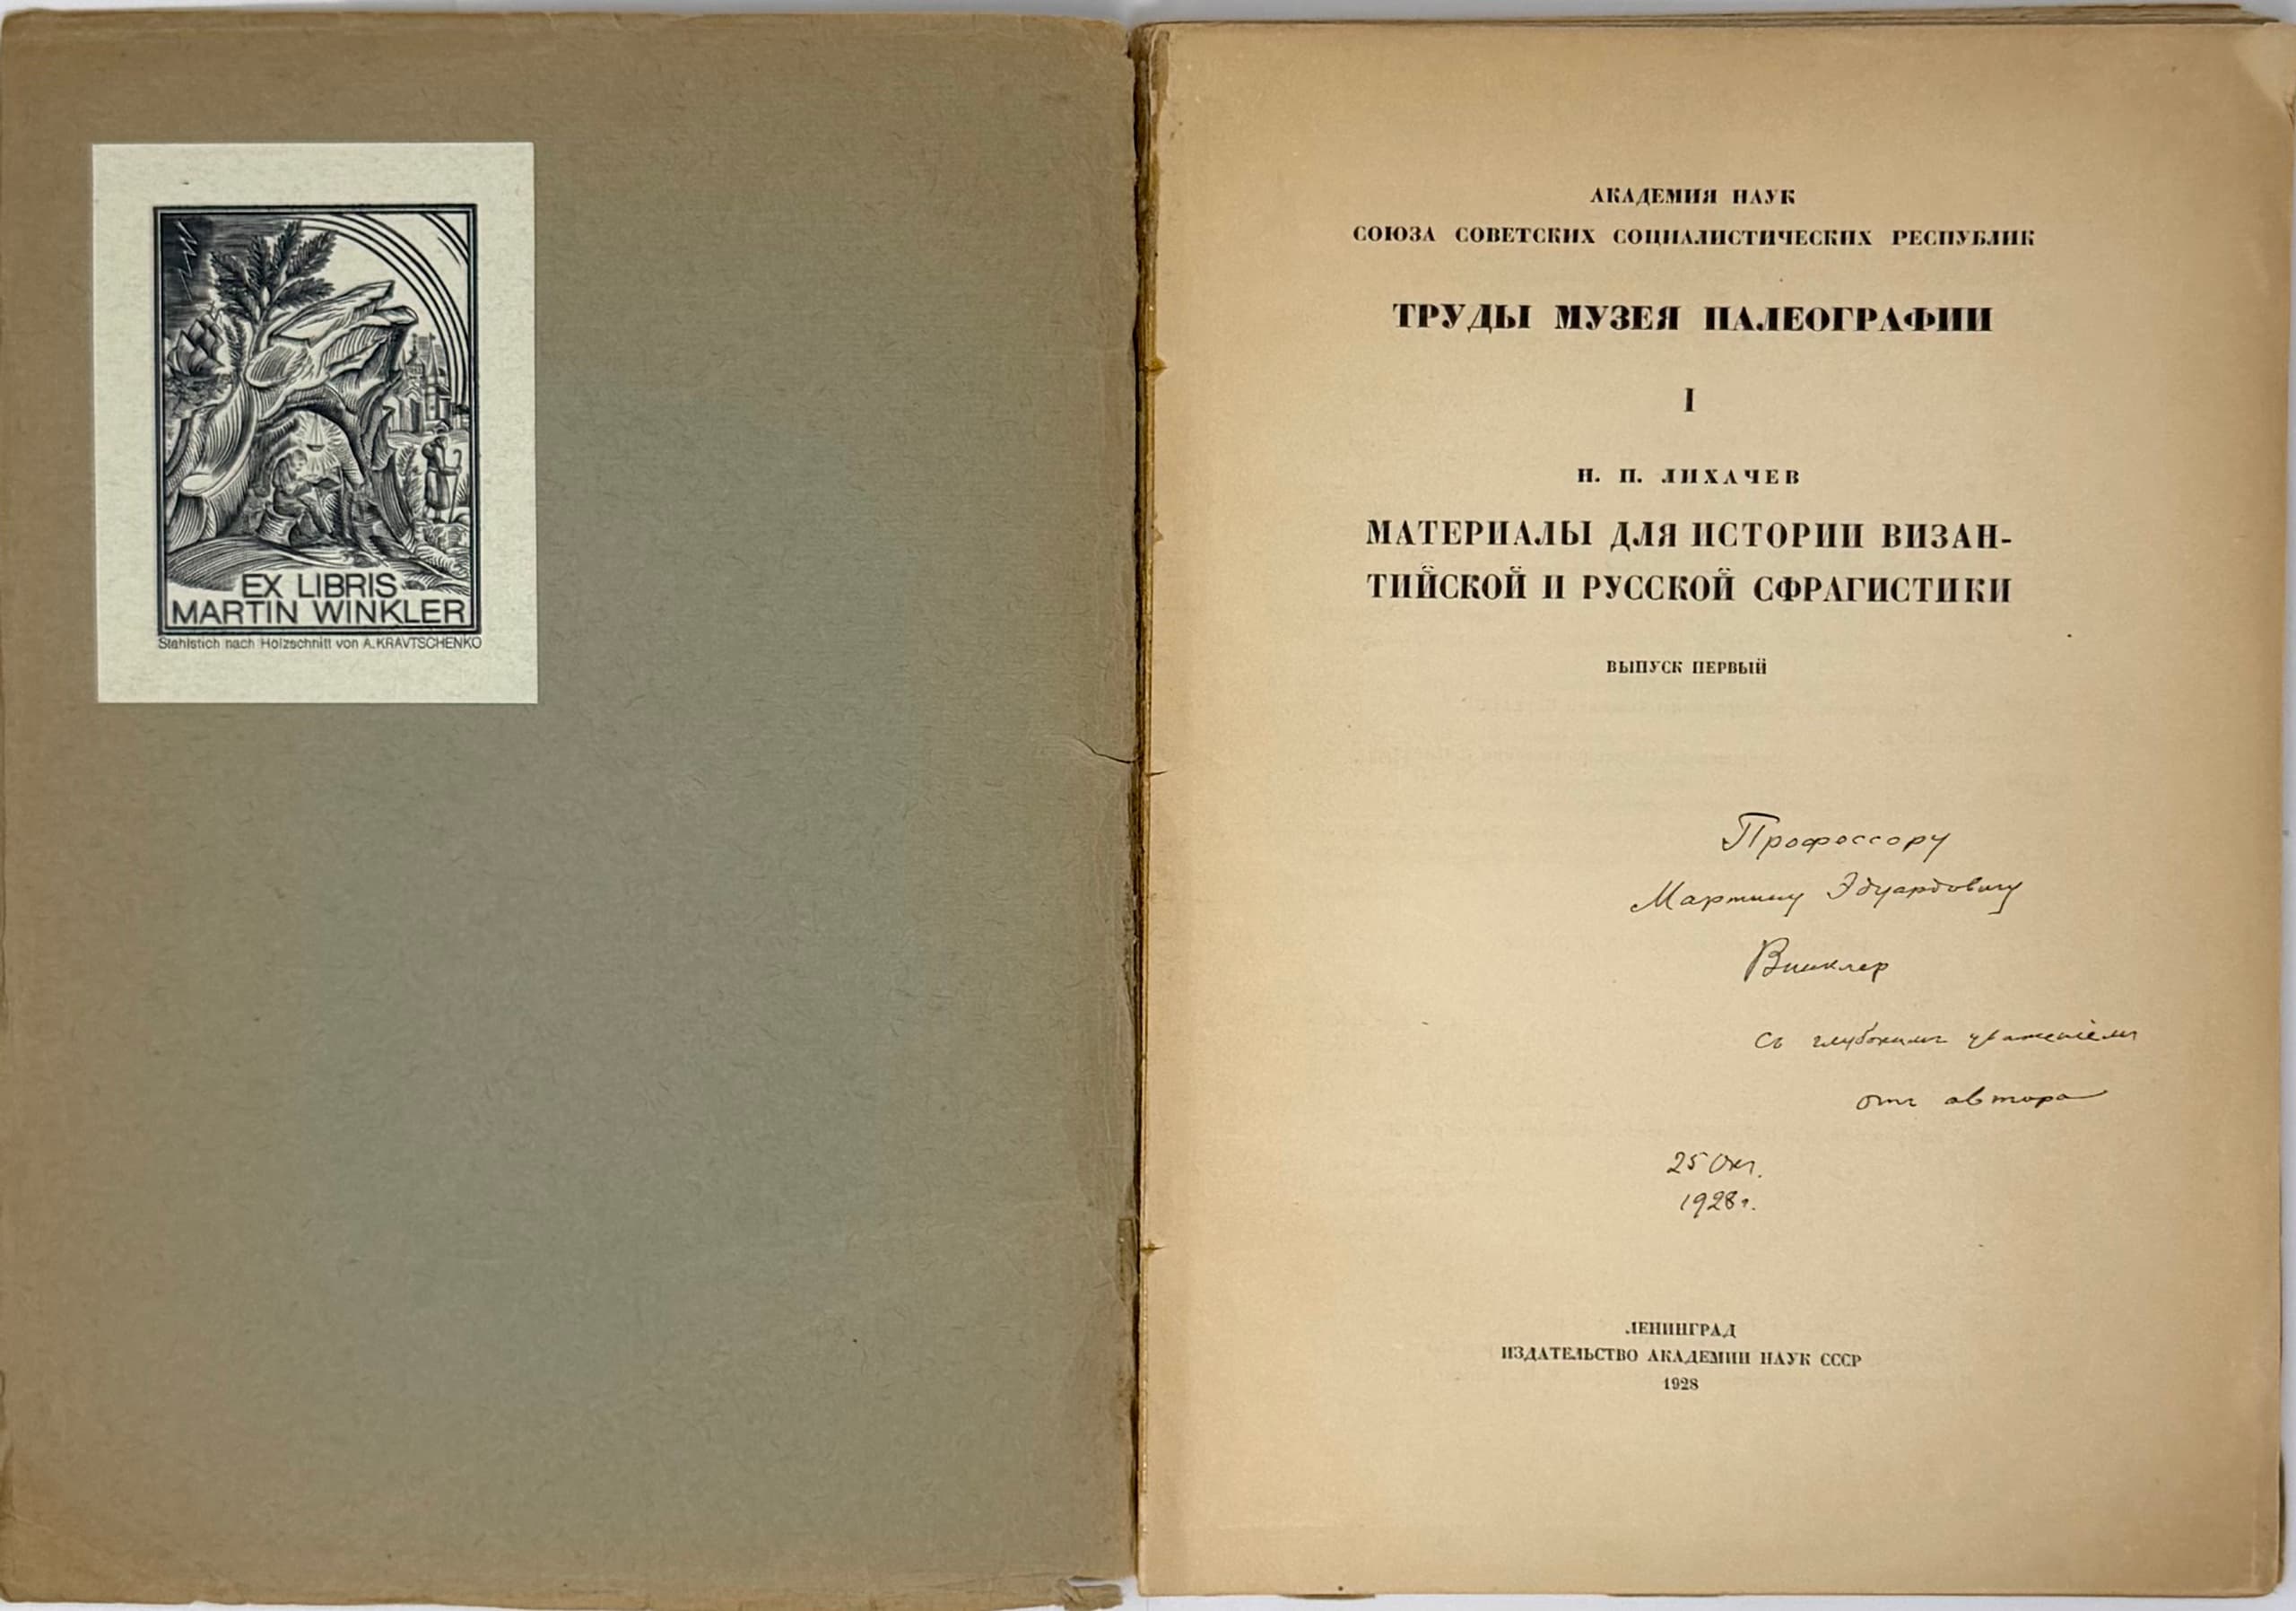 EX LIBRIS
MARTIN WINKLER
Stahlstich nach Holzschnitt von A. KRAVTSCHENKO
АКАДЕМИЯ НАУК
СОЮЗА СОВЕТСКИХ СОЦИАЛИСТИЧЕСКИХ РЕСПУБЛИК
ТРУДЫ МУЗЕЯ ПАЛЕОГРАФИИ
I
Н. П. ЛИХАЧЕВ
МАТЕРИАЛЫ ДЛЯ ИСТОРИИ ВИЗАН-
ТИЙСКОЙ И РУССКОЙ СФРАГИСТИКИ
ВЫПУСК ПЕРВЫЙ
Профессору
Мартину Эдуардовичу
Винклер
съ глубокимъ уваженіемъ
отъ автора
25 Окт.
1928 г.
ЛЕНИНГРАД
ИЗДАТЕЛЬСТВО АКАДЕМИИ НАУК СССР
1928